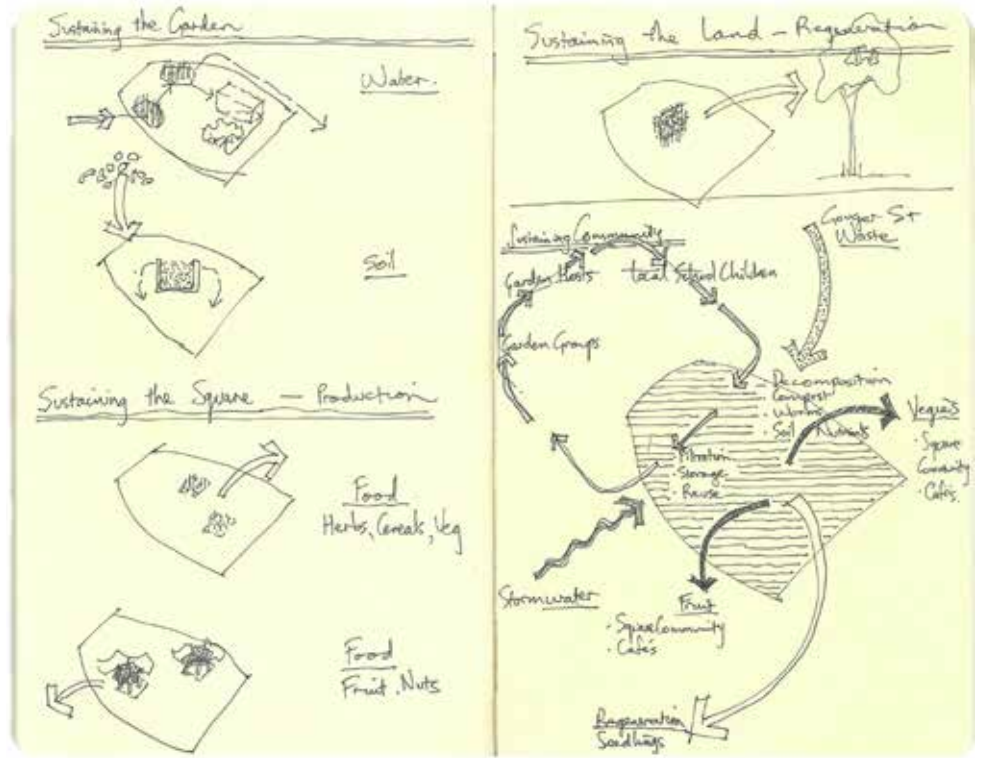 Sustaining the Garden
Water.
Soil
Sustaining the Square — Production
Food
Herbs, Cereals, Veg
Food
Fruit, Nuts
Sustaining the Land - Regeneration
Sustaining Community
Garden Hosts
Local School Children
Garden Groups
Gouger St
Waste
· Decomposition
· Compost
· Worms
· Soil Nutrients
· Filtration
· Storage
· Reuse
Vegies
· Square
Community
· Cafés.
Stormwater
Fruit
· Square Community
· Cafés
Regeneration
Seedlings